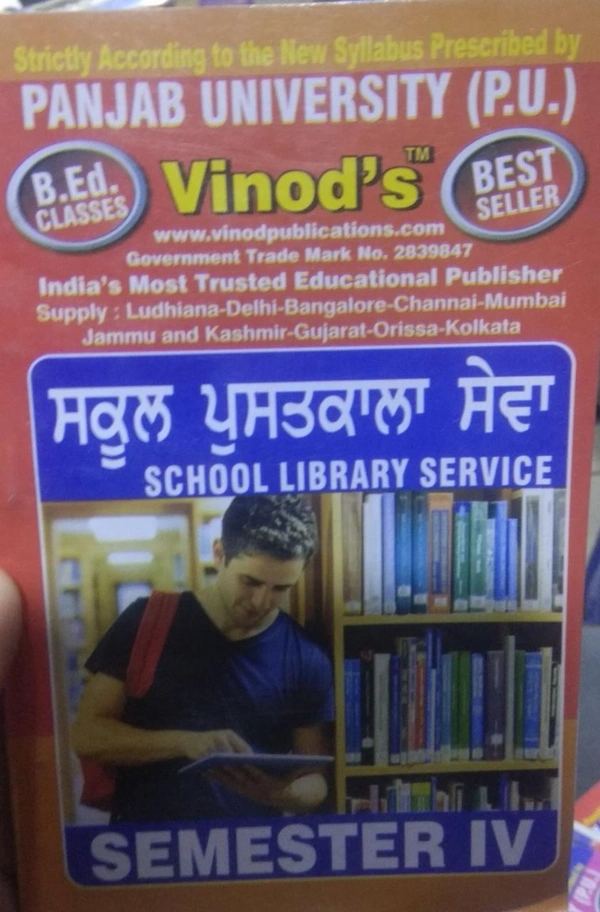 Strictly According to the New Syllabus Prescribed by
PANJAB UNIVERSITY (P.U.)
B.Ed.
CLASSES
Vinod's™
BEST
SELLER
www.vinodpublications.com
Government Trade Mark No. 2839847
India's Most Trusted Educational Publisher
Supply : Ludhiana-Delhi-Bangalore-Channai-Mumbai
Jammu and Kashmir-Gujarat-Orissa-Kolkata
ਸਕੂਲ ਪੁਸਤਕਾਲਾ ਸੇਵਾ
SCHOOL LIBRARY SERVICE
SEMESTER IV